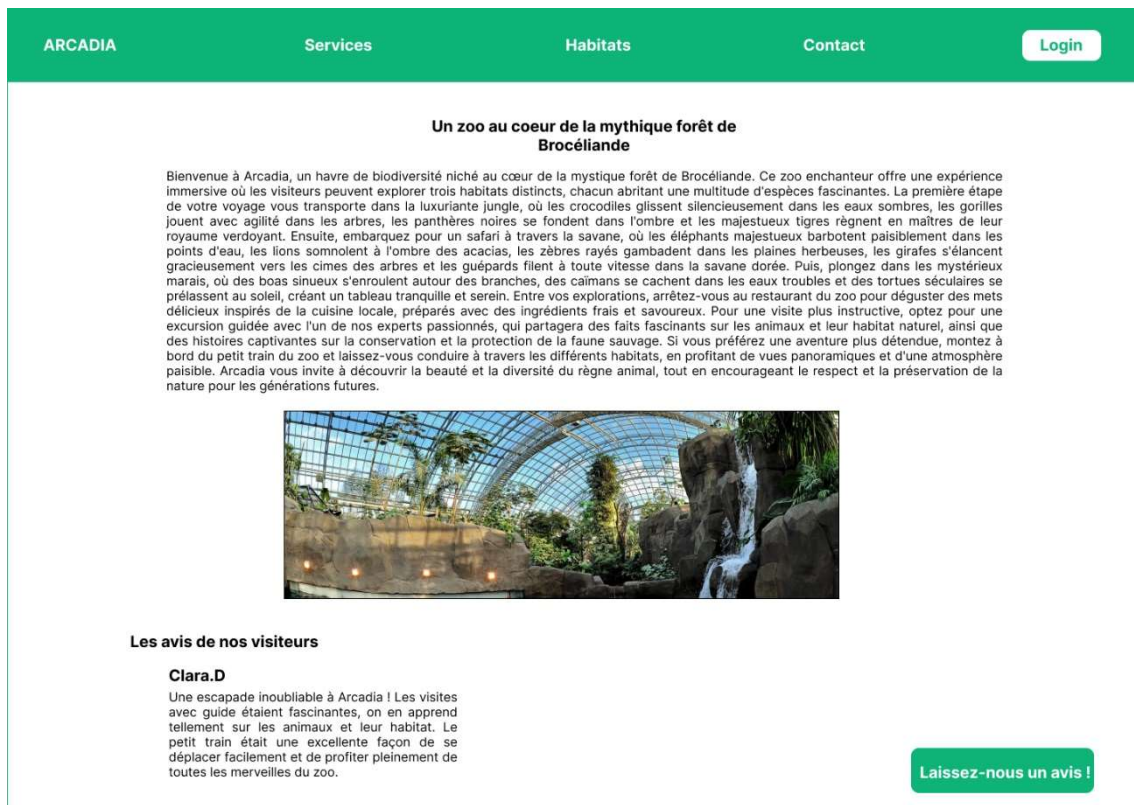 ARCADIA
Services
Habitats
Contact
Login
Un zoo au coeur de la mythique forêt de
Brocéliande
Bienvenue à Arcadia, un havre de biodiversité niché au cœur de la mystique forêt de Brocéliande. Ce zoo enchanteur offre une expérience
immersive où les visiteurs peuvent explorer trois habitats distincts, chacun abritant une multitude d'espèces fascinantes. La première étape
de votre voyage vous transporte dans la luxuriante jungle, où les crocodiles glissent silencieusement dans les eaux sombres, les gorilles
jouent avec agilité dans les arbres, les panthères noires se fondent dans l'ombre et les majestueux tigres règnent en maîtres de leur
royaume verdoyant. Ensuite, embarquez pour un safari à travers la savane, où les éléphants majestueux barbotent paisiblement dans les
points d'eau, les lions somnolent à l'ombre des acacias, les zèbres rayés gambadent dans les plaines herbeuses, les girafes s'élancent
gracieusement vers les cimes des arbres et les guépards filent à toute vitesse dans la savane dorée. Puis, plongez dans les mystérieux
marais, où des boas sinueux s'enroulent autour des branches, des caïmans se cachent dans les eaux troubles et des tortues séculaires se
prélassent au soleil, créant un tableau tranquille et serein. Entre vos explorations, arrêtez-vous au restaurant du zoo pour déguster des mets
délicieux inspirés de la cuisine locale, préparés avec des ingrédients frais et savoureux. Pour une visite plus instructive, optez pour une
excursion guidée avec l'un de nos experts passionnés, qui partagera des faits fascinants sur les animaux et leur habitat naturel, ainsi que
des histoires captivantes sur la conservation et la protection de la faune sauvage. Si vous préférez une aventure plus détendue, montez à
bord du petit train du zoo et laissez-vous conduire à travers les différents habitats, en profitant de vues panoramiques et d'une atmosphère
paisible. Arcadia vous invite à découvrir la beauté et la diversité du règne animal, tout en encourageant le respect et la préservation de la
nature pour les générations futures.
Les avis de nos visiteurs
Clara.D
Une escapade inoubliable à Arcadia ! Les visites
avec guide étaient fascinantes, on en apprend
tellement sur les animaux et leur habitat. Le
petit train était une excellente façon de se
déplacer facilement et de profiter pleinement de
toutes les merveilles du zoo.
Laissez-nous un avis !